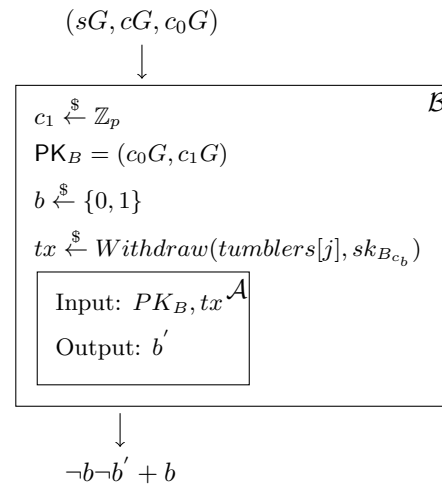 (sG, cG, c₀G)
ℬ
c₁ ←$ ℤₚ
PK_B = (c₀G, c₁G)
b ←$ {0, 1}
tx ←$ Withdraw(tumblers[j], sk_{B_{c_b}})
𝒜
Input: PK_B, tx
Output: b′
¬b¬b′ + b